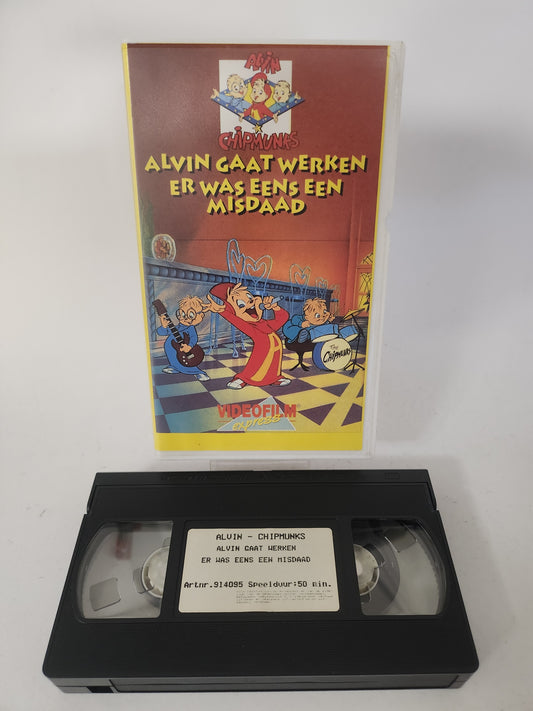 ALVIN
CHIPMUNKS
ALVIN GAAT WERKEN
ER WAS EENS EEN
MISDAAD
The
Chipmunks
VIDEOFILM
express
ALVIN - CHIPMUNKS
ALVIN GAAT WERKEN
ER WAS EENS EEN MISDAAD
Artnr.914095 Speelduur:50 min.